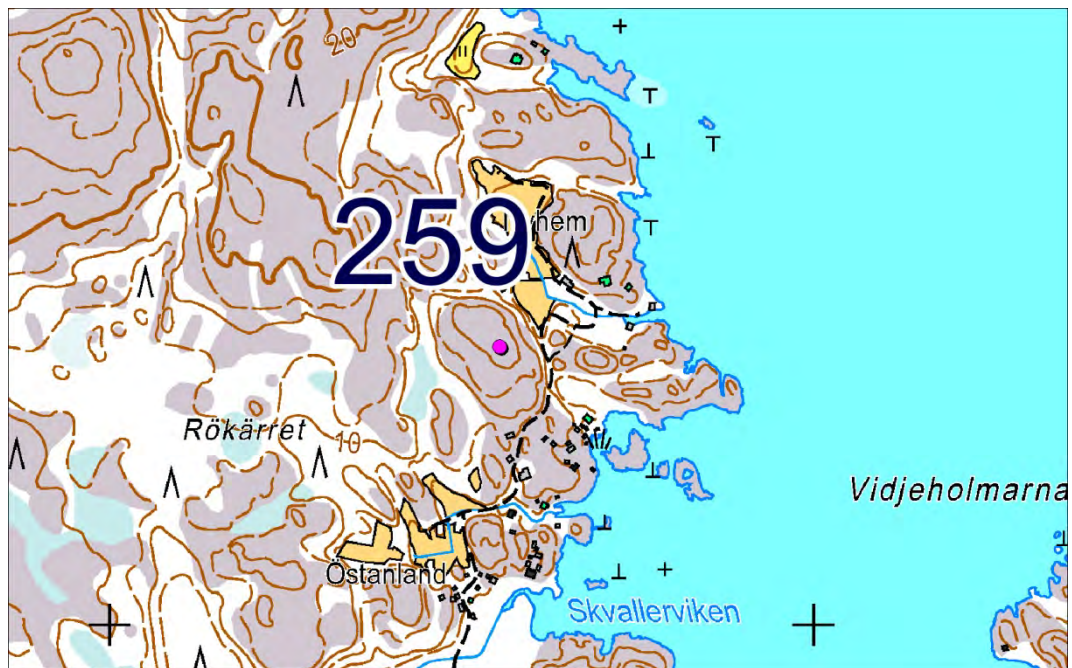 20
259
hem
Rökärret
10
Vidjeholmarna
Östanland
Skvallerviken